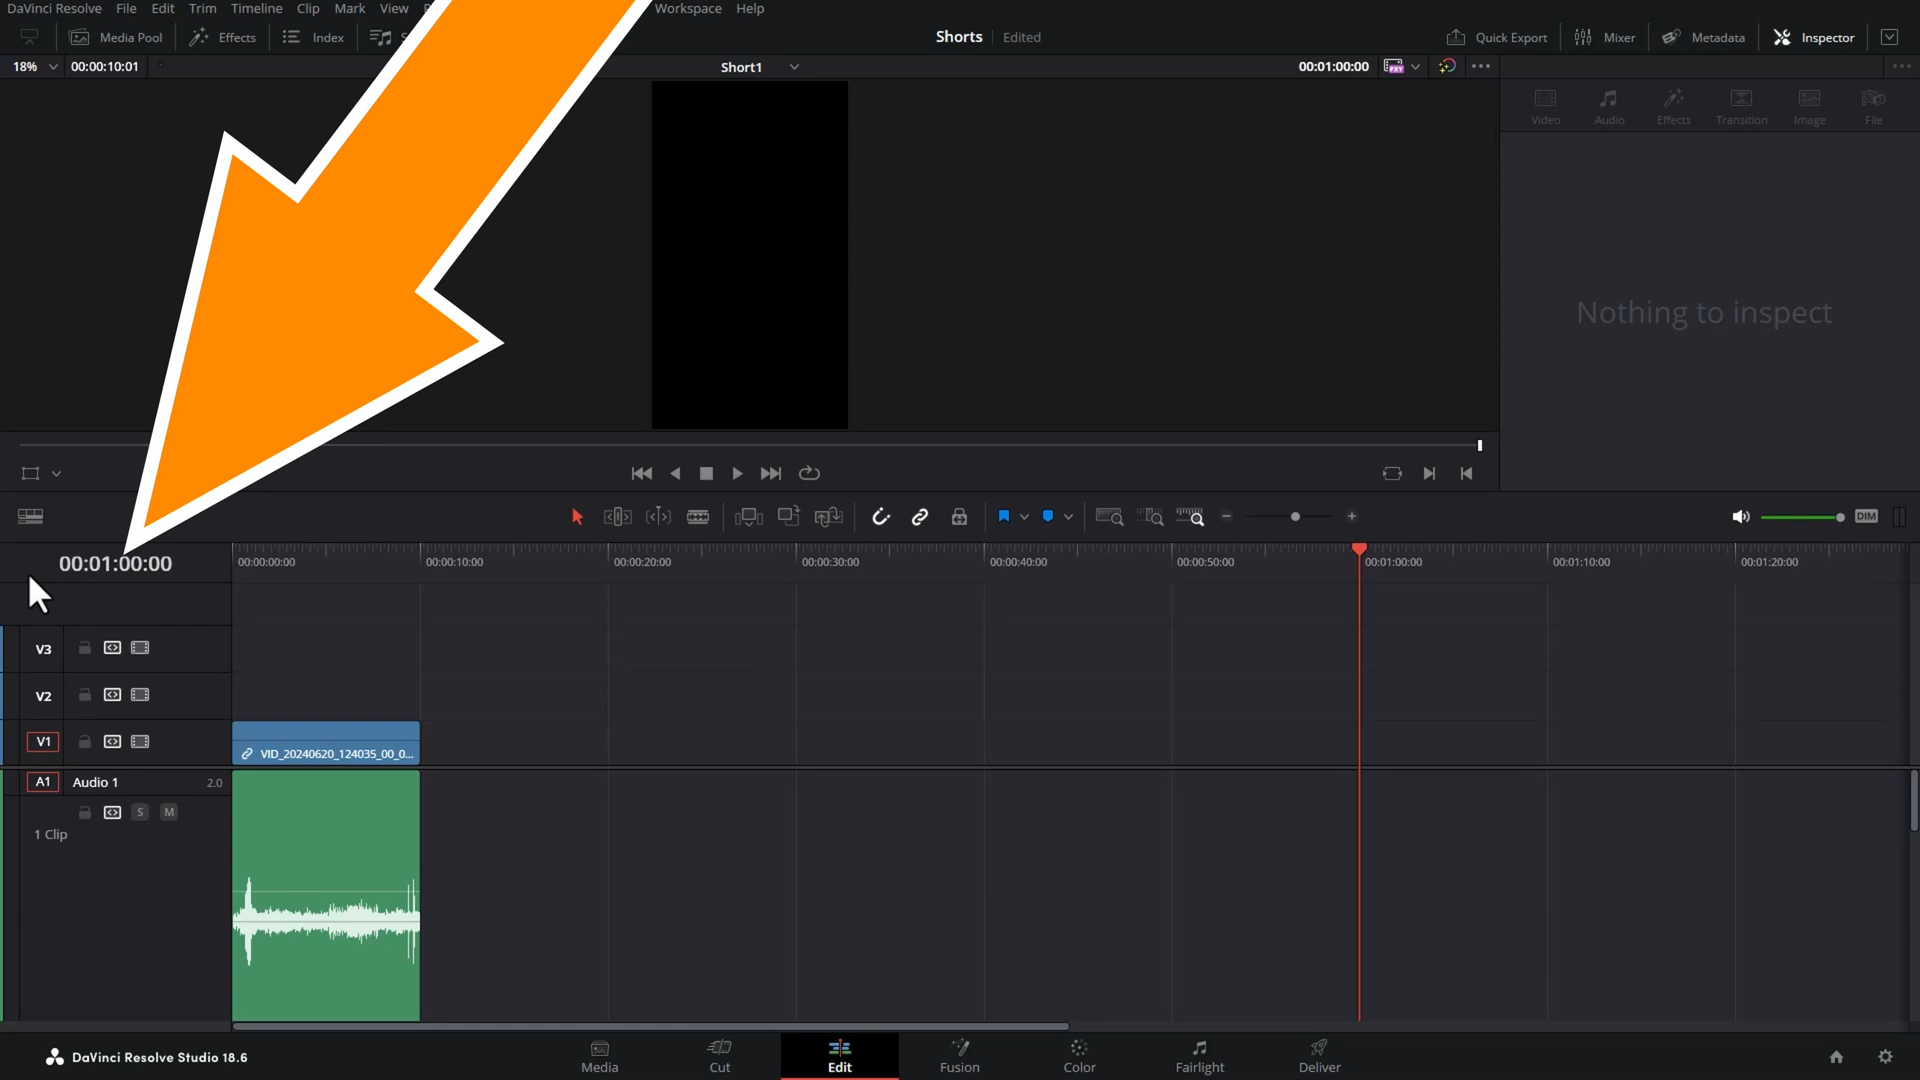 DaVinci Resolve File Edit Trim Timeline Clip Mark View Workspace Help
Media Pool Effects Index Shorts Edited Quick Export Mixer Metadata Inspector
18% 00:00:10:01 Short1 00:01:00:00 PXY
Video Audio Effects Transition Image File
Nothing to inspect
DIM
00:01:00:00 00:00:00:00 00:00:10:00 00:00:20:00 00:00:30:00 00:00:40:00 00:00:50:00 00:01:00:00 00:01:10:00 00:01:20:00
V3
V2
V1
VID_20240620_124035_00_0...
A1 Audio 1 2.0
S M
1 Clip
DaVinci Resolve Studio 18.6 Media Cut Edit Fusion Color Fairlight Deliver